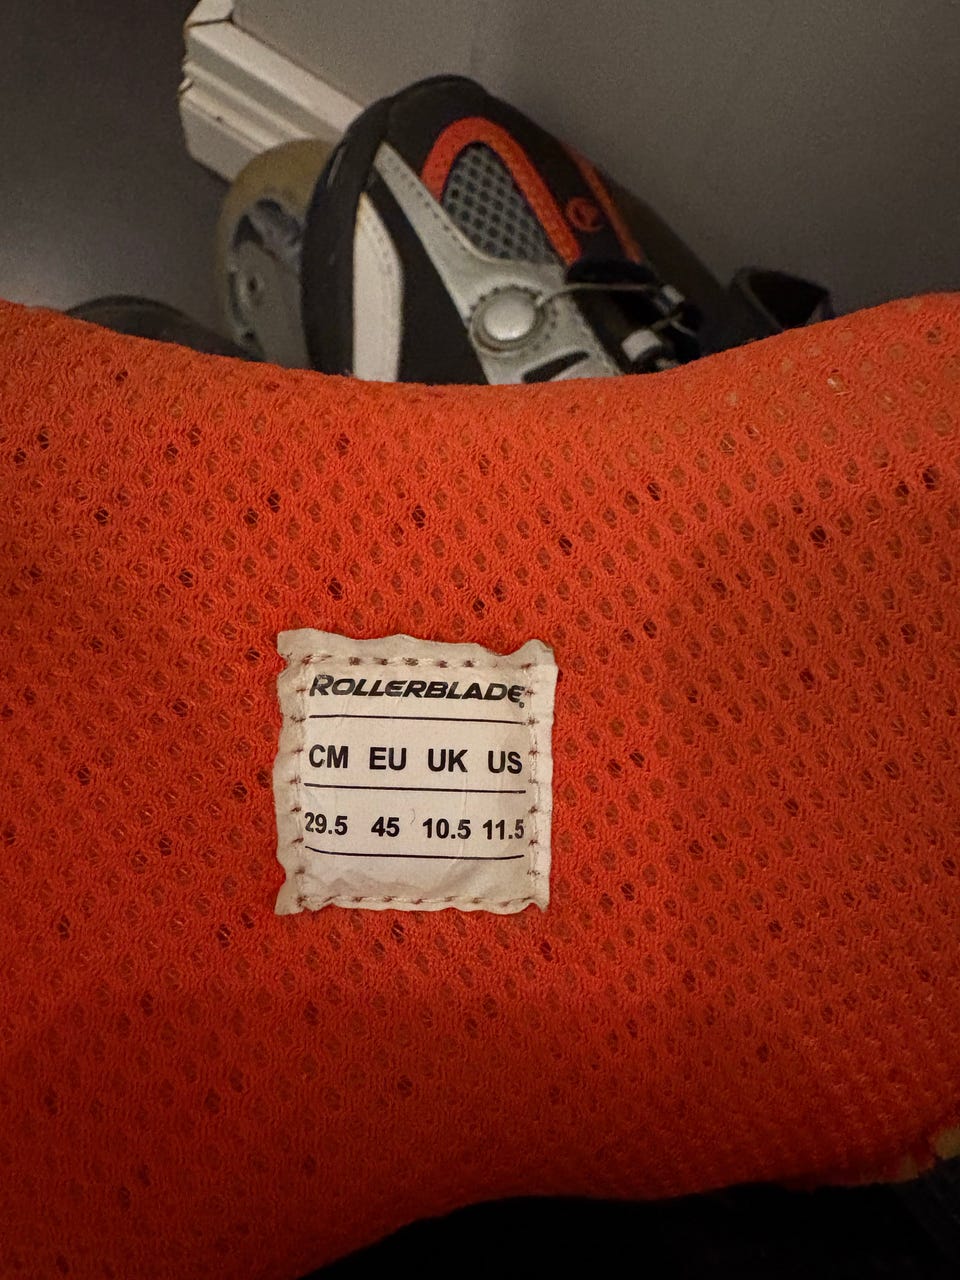 ROLLERBLADE®
CM EU UK US
29.5 45 10.5 11.5